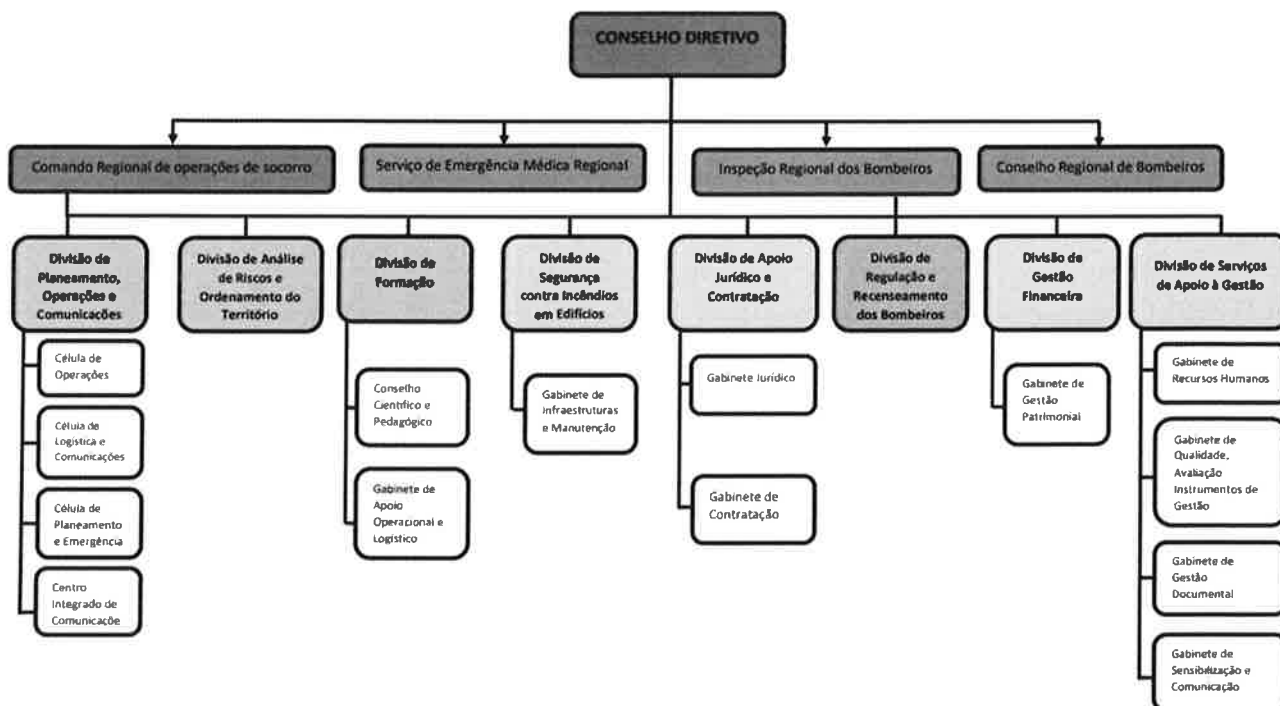 CONSELHO DIRETIVO
Comando Regional de operações de socorro
Serviço de Emergência Médica Regional
Inspeção Regional dos Bombeiros
Conselho Regional de Bombeiros
Divisão de
Planeamento,
Operações e
Comunicações
Divisão de Análise
de Riscos e
Ordenamento do
Território
Divisão de
Formação
Divisão de
Segurança
contra Incêndios
em Edifícios
Divisão de Apoio
Jurídico e
Contratação
Divisão de
Regulação e
Recenseamento
dos Bombeiros
Divisão de
Gestão
Financeira
Divisão de Serviços
de Apoio à Gestão
Célula de
Operações
Célula de
Logística e
Comunicações
Célula de
Planeamento
e Emergência
Centro
Integrado de
Comunicaçõe
Conselho
Científico e
Pedagógico
Gabinete de
Apoio
Operacional e
Logístico
Gabinete de
Infraestruturas
e Manutenção
Gabinete Jurídico
Gabinete de
Contratação
Gabinete de
Gestão
Patrimonial
Gabinete de
Recursos Humanos
Gabinete de
Qualidade,
Avaliação
Instrumentos de
Gestão
Gabinete de
Gestão
Documental
Gabinete de
Sensibilização e
Comunicação